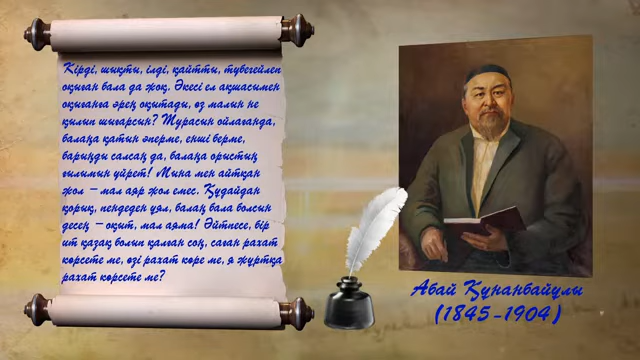 Кірді, шықты, ілді, қайтты, түбегейлеп
оқыған бала да жоқ. Әкесі ел ақшасымен
оқығанға әрең оқытады, өз малын не
қылып шығарсын? Турасын ойлағанда,
балаңа қатын әперме, енші берме,
барыңды салсаң да, балаңа орыстың
ғылымын үйрет! Мына мен айтқан
жол – мал аяр жол емес. Құдайдан
қорық, пендеден ұял, балаң бала болсын
десең – оқыт, мал аяма! Әйтпесе, бір
ит қазақ болып қалған соң, саған рахат
көрсете ме, өзі рахат көре ме, я жұртқа
рахат көрсете ме?
Абай Құнанбайұлы
(1845-1904)